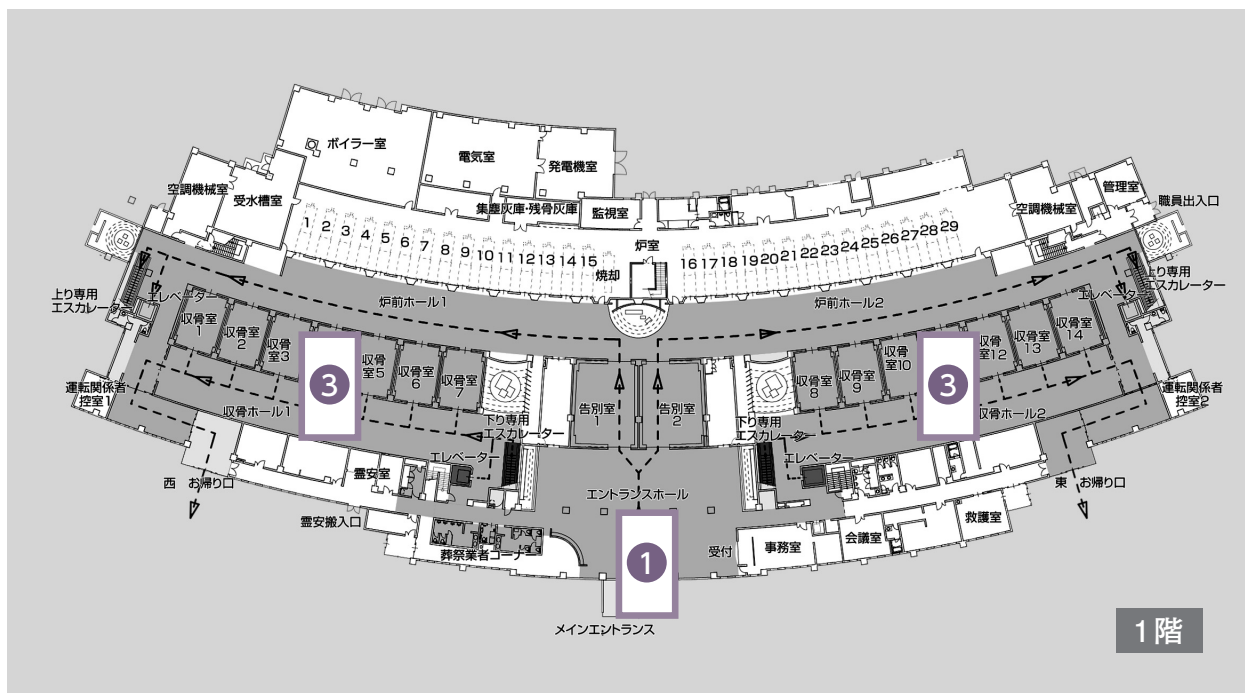 ボイラー室
電気室
発電機室
空調機械室
受水槽室
集塵灰庫・残骨灰庫
監視室
空調機械室
管理室
職員出入口
1
2
3
4
5
6
7
8
9
10
11
12
13
14
15
焼却
炉室
16
17
18
19
20
21
22
23
24
25
26
27
28
29
上り専用
エスカレーター
エレベーター
炉前ホール1
炉前ホール2
エレベーター
上り専用
エスカレーター
収骨室
1
収骨室
2
収骨
室3
3
収骨
室5
収骨室
6
収骨室
7
告別室
1
告別室
2
収骨室
8
収骨室
9
収骨
室10
3
収骨
室12
収骨室
13
収骨室
14
運転関係者
控室1
収骨ホール1
下り専用
エスカレーター
エレベーター
下り専用
エスカレーター
エレベーター
収骨ホール2
運転関係者
控室2
西 お帰り口
霊安室
エントランスホール
東 お帰り口
霊安搬入口
葬祭業者コーナー
1
受付
事務室
会議室
救護室
メインエントランス
1階